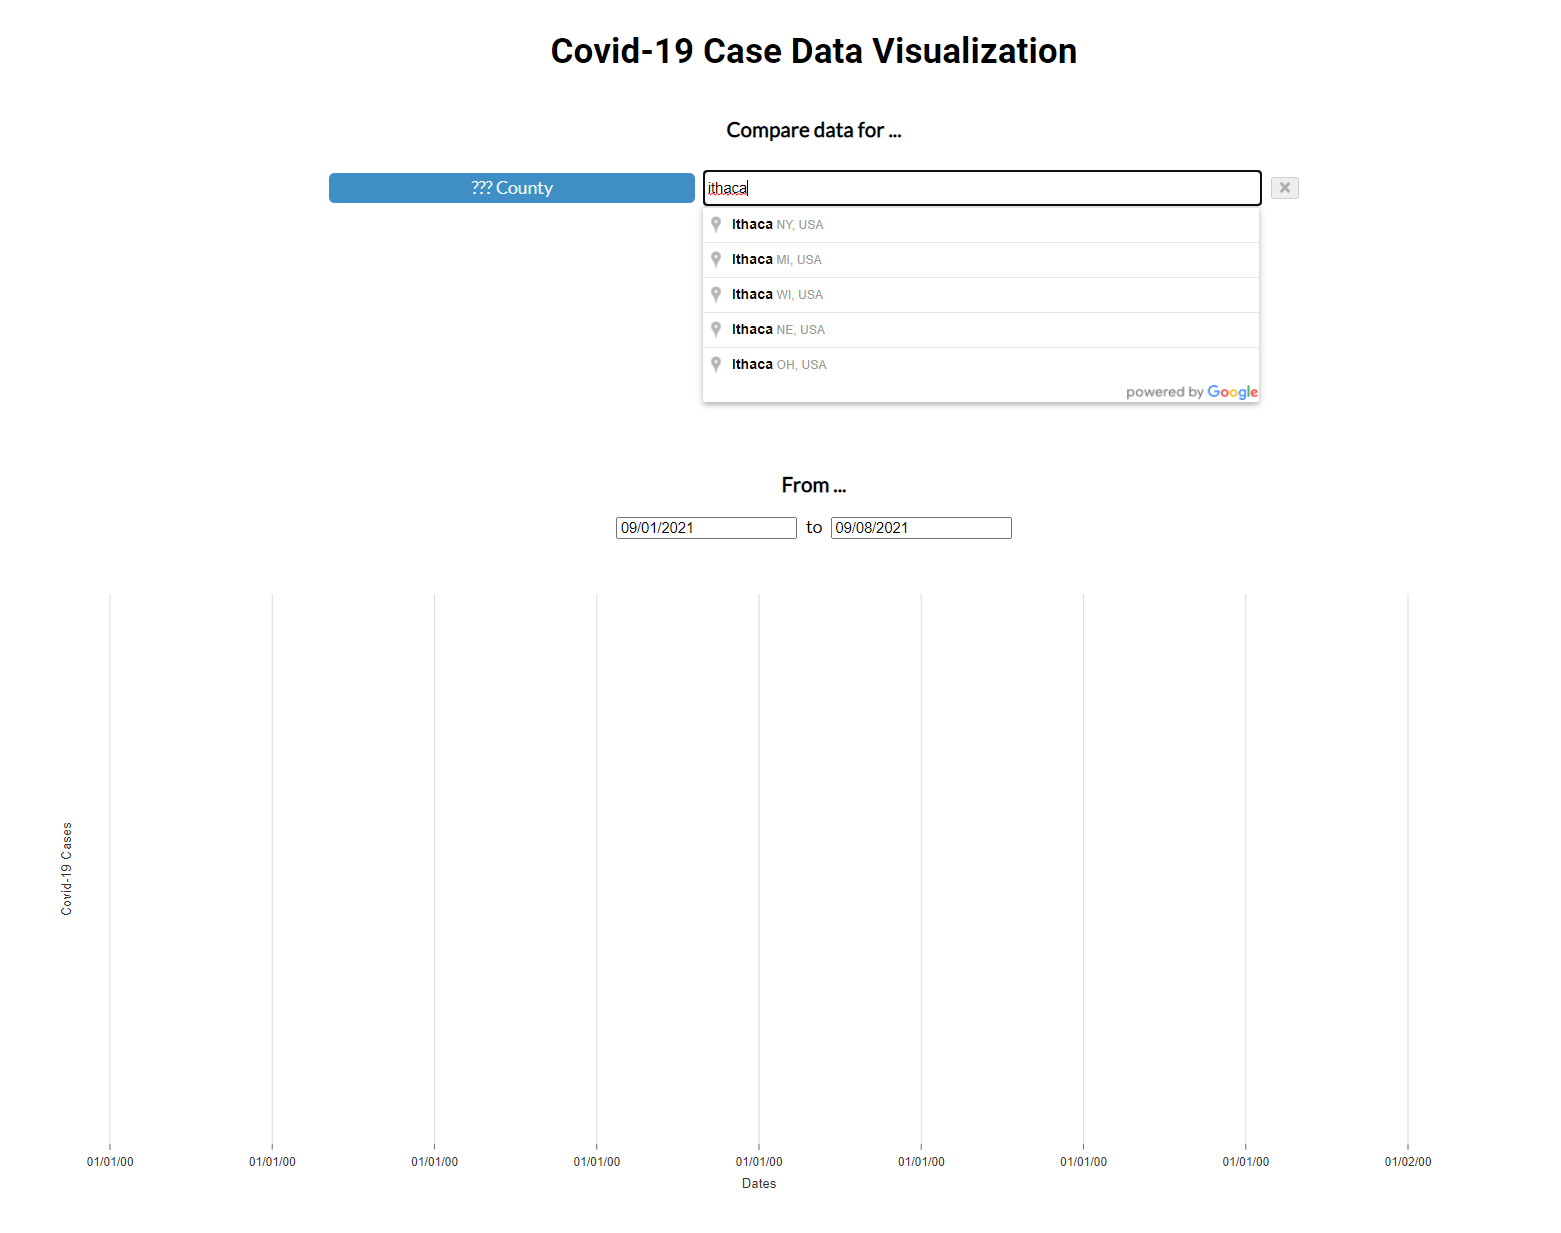 Covid-19 Case Data Visualization
Compare data for ...
??? County
ithaca
Ithaca NY, USA
Ithaca MI, USA
Ithaca WI, USA
Ithaca NE, USA
Ithaca OH, USA
powered by Google
From ...
09/01/2021 to 09/08/2021
Covid-19 Cases
01/01/00 01/01/00 01/01/00 01/01/00 01/01/00 01/01/00 01/01/00 01/01/00 01/02/00
Dates